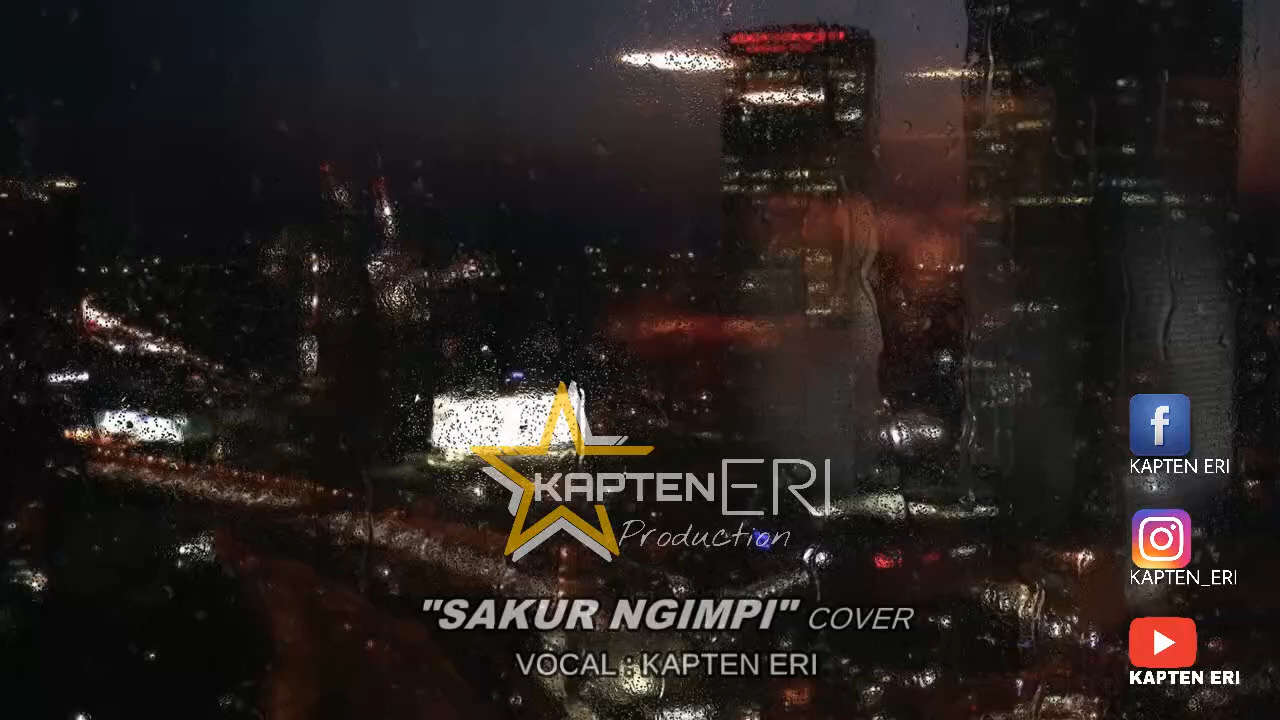 KAPTEN ERI
Production
"SAKUR NGIMPI" COVER
VOCAL : KAPTEN ERI
f
KAPTEN ERI
KAPTEN_ERI
KAPTEN ERI